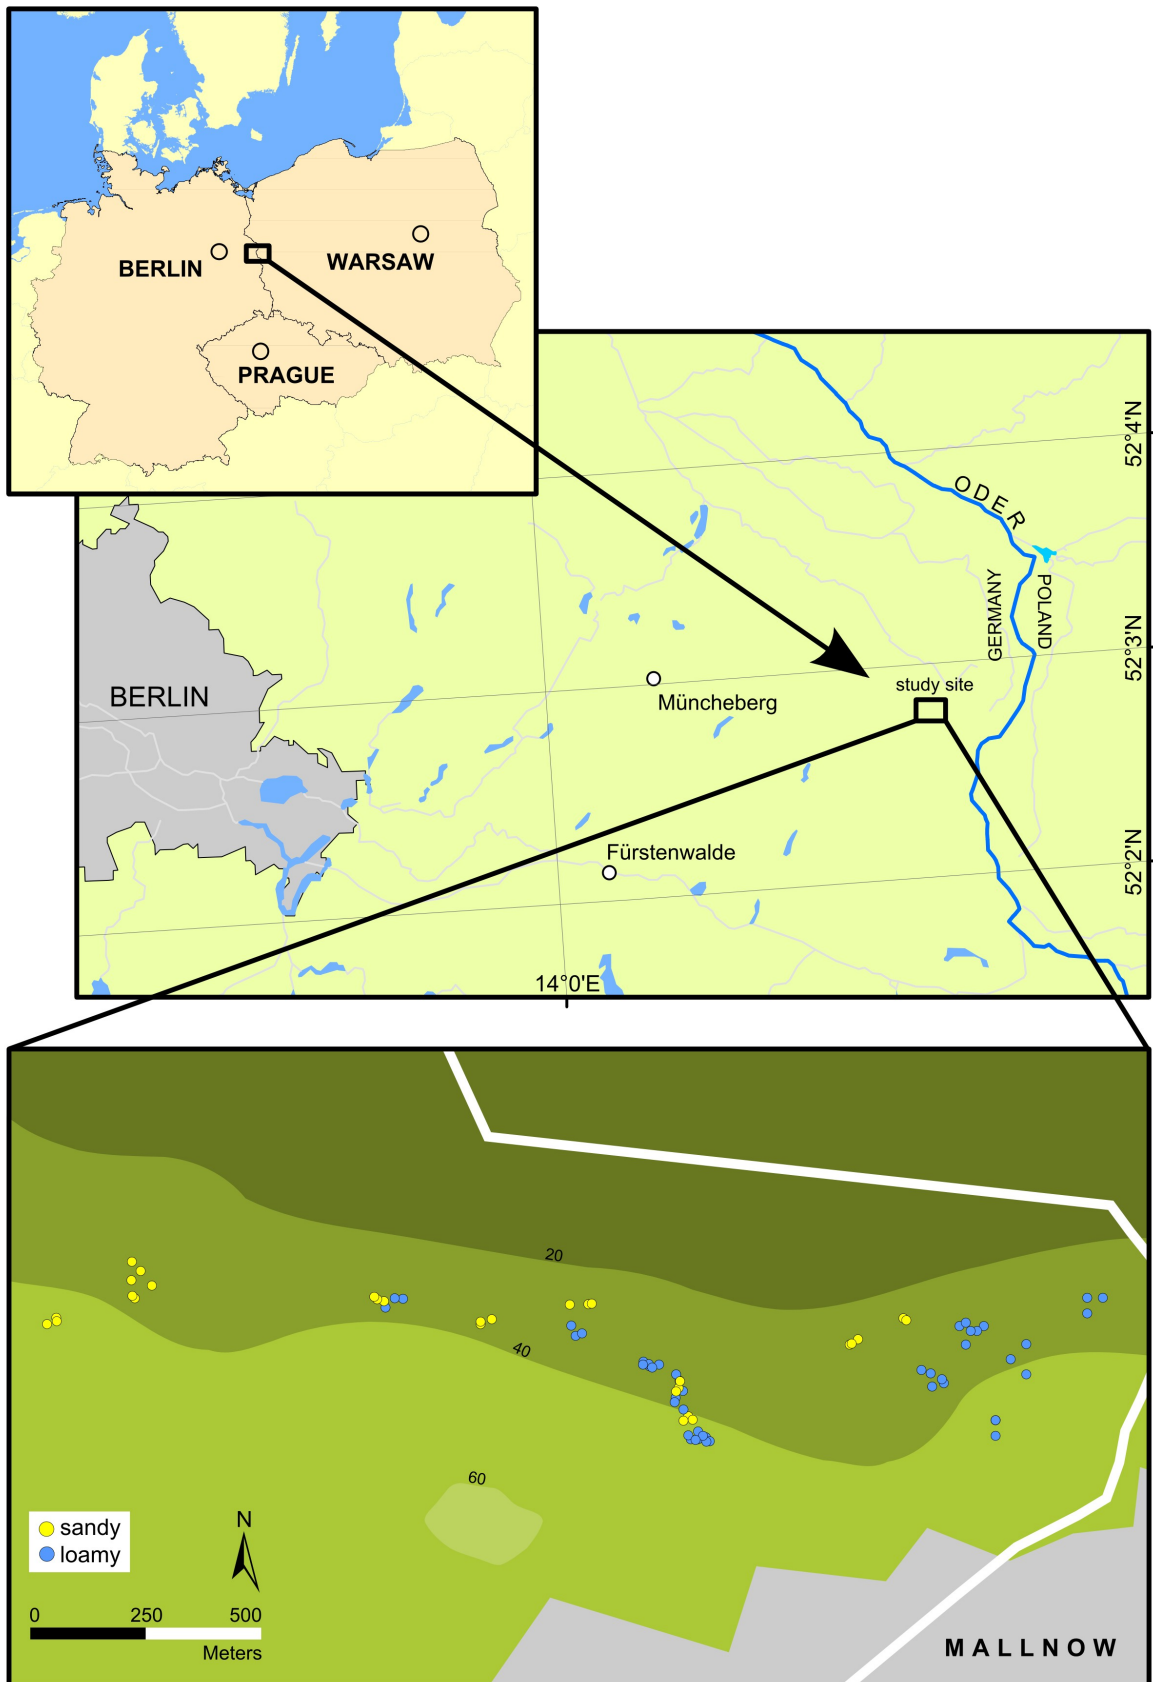 BERLIN
WARSAW
PRAGUE
52°4'N
ODER
GERMANY
POLAND
52°3'N
study site
BERLIN
Müncheberg
Fürstenwalde
52°2'N
14°0'E
20
40
60
sandy
loamy
N
0 250 500
Meters
MALLNOW